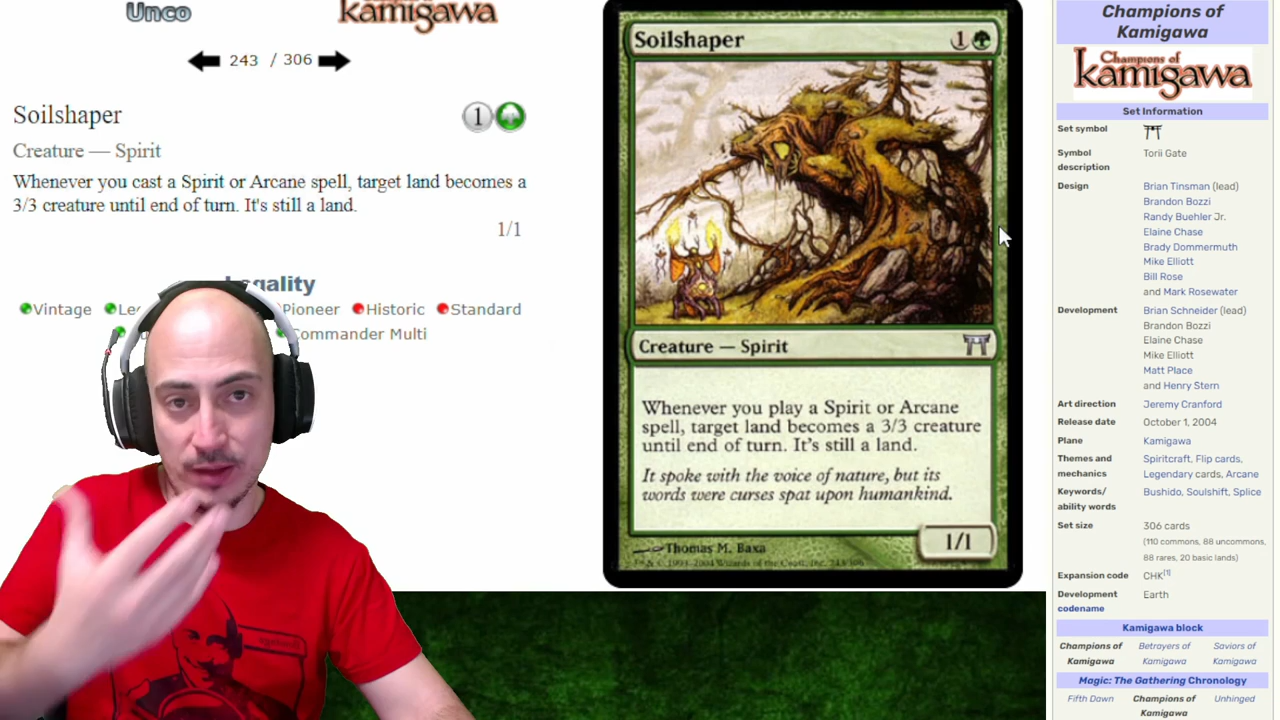 Unco
kamigawa
243 / 306
Soilshaper
1
Creature — Spirit
Whenever you cast a Spirit or Arcane spell, target land becomes a
3/3 creature until end of turn. It's still a land.
1/1
Vintage
Pioneer Historic Standard
Commander Multi
Soilshaper
1
Creature — Spirit
Whenever you play a Spirit or Arcane
spell, target land becomes a 3/3 creature
until end of turn. It's still a land.
It spoke with the voice of nature, but its
words were curses spat upon humankind.
1/1
Thomas M. Baxa
Champions of
Kamigawa
Champions of
kamigawa
Set Information
Set symbol
Symbol description Torii Gate
Design Brian Tinsman (lead)
Brandon Bozzi
Randy Buehler Jr.
Elaine Chase
Brady Dommermuth
Mike Elliott
Bill Rose
and Mark Rosewater
Development Brian Schneider (lead)
Brandon Bozzi
Elaine Chase
Mike Elliott
Matt Place
and Henry Stern
Art direction Jeremy Cranford
Release date October 1, 2004
Plane Kamigawa
Themes and mechanics Spiritcraft, Flip cards,
Legendary cards, Arcane
Keywords/ ability words Bushido, Soulshift, Splice
Set size 306 cards
(110 commons, 88 uncommons,
88 rares, 20 basic lands)
Expansion code CHK[1]
Development codename Earth
Kamigawa block
Champions of Kamigawa Betrayers of Kamigawa Saviors of Kamigawa
Magic: The Gathering Chronology
Fifth Dawn Champions of Kamigawa Unhinged